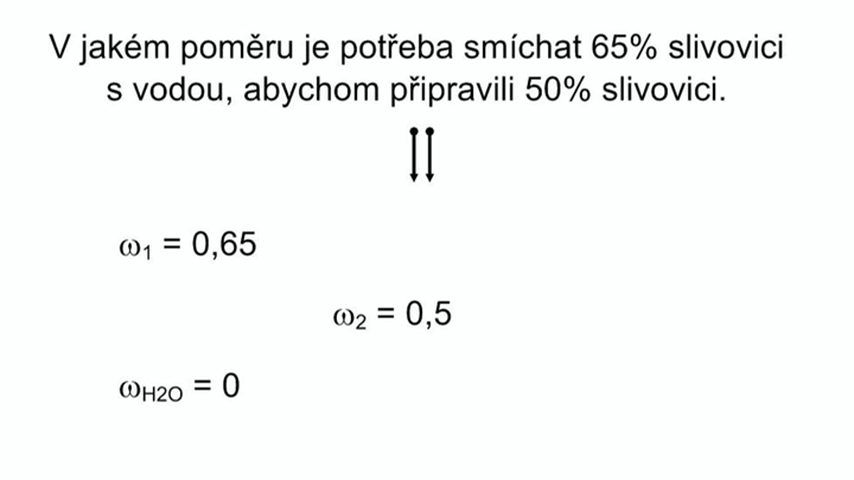 V jakém poměru je potřeba smíchat 65% slivovici
s vodou, abychom připravili 50% slivovici.
ω₁ = 0,65
ω₂ = 0,5
ωH2O = 0